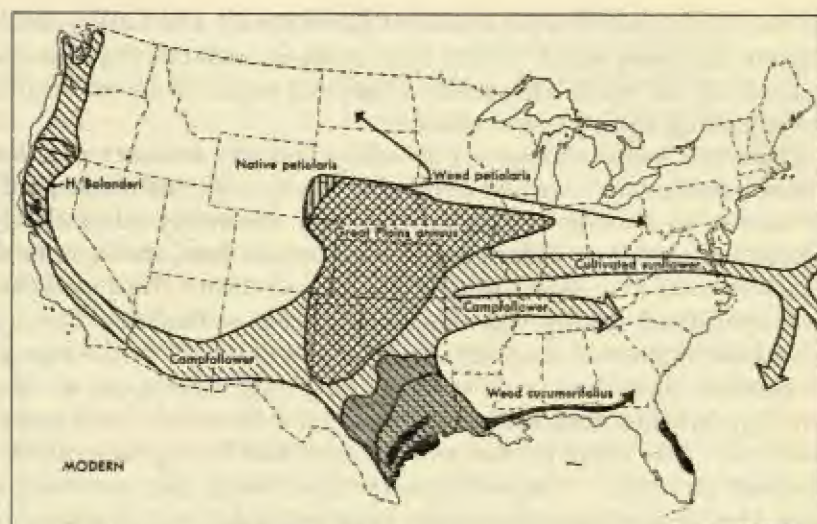 Native petiolaris
Weed petiolaris
H. Bolanderi
Great Plains annuus
Cultivated sunflower
Campfollower
Campfollower
Weed cucumerifolius
MODERN